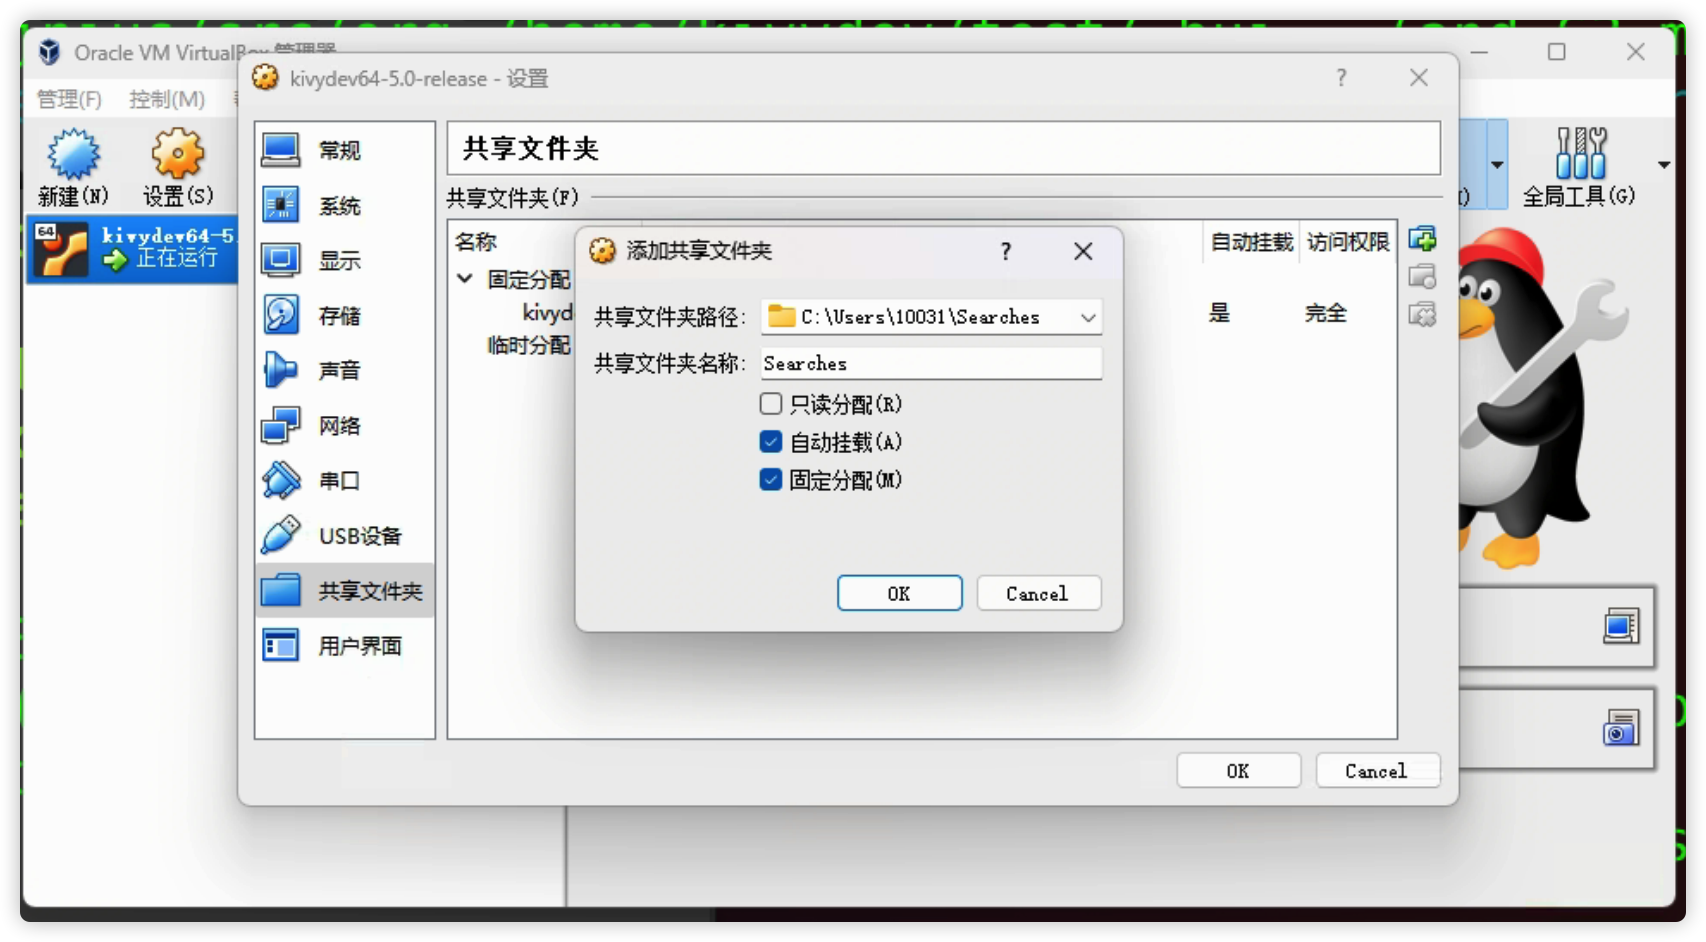 Oracle VM VirtualBox 管理器
管理(F) 控制(M)
新建(N) 设置(S)
全局工具(G)
64
kivydev64-5.
正在运行
kivydev64-5.0-release - 设置
常规
系统
显示
存储
声音
网络
串口
USB设备
共享文件夹
用户界面
共享文件夹
共享文件夹(F)
名称 自动挂载 访问权限
固定分配
kivyd 是 完全
临时分配
添加共享文件夹
共享文件夹路径: C:\Users\10031\Searches
共享文件夹名称: Searches
只读分配(R)
自动挂载(A)
固定分配(M)
OK Cancel
OK Cancel